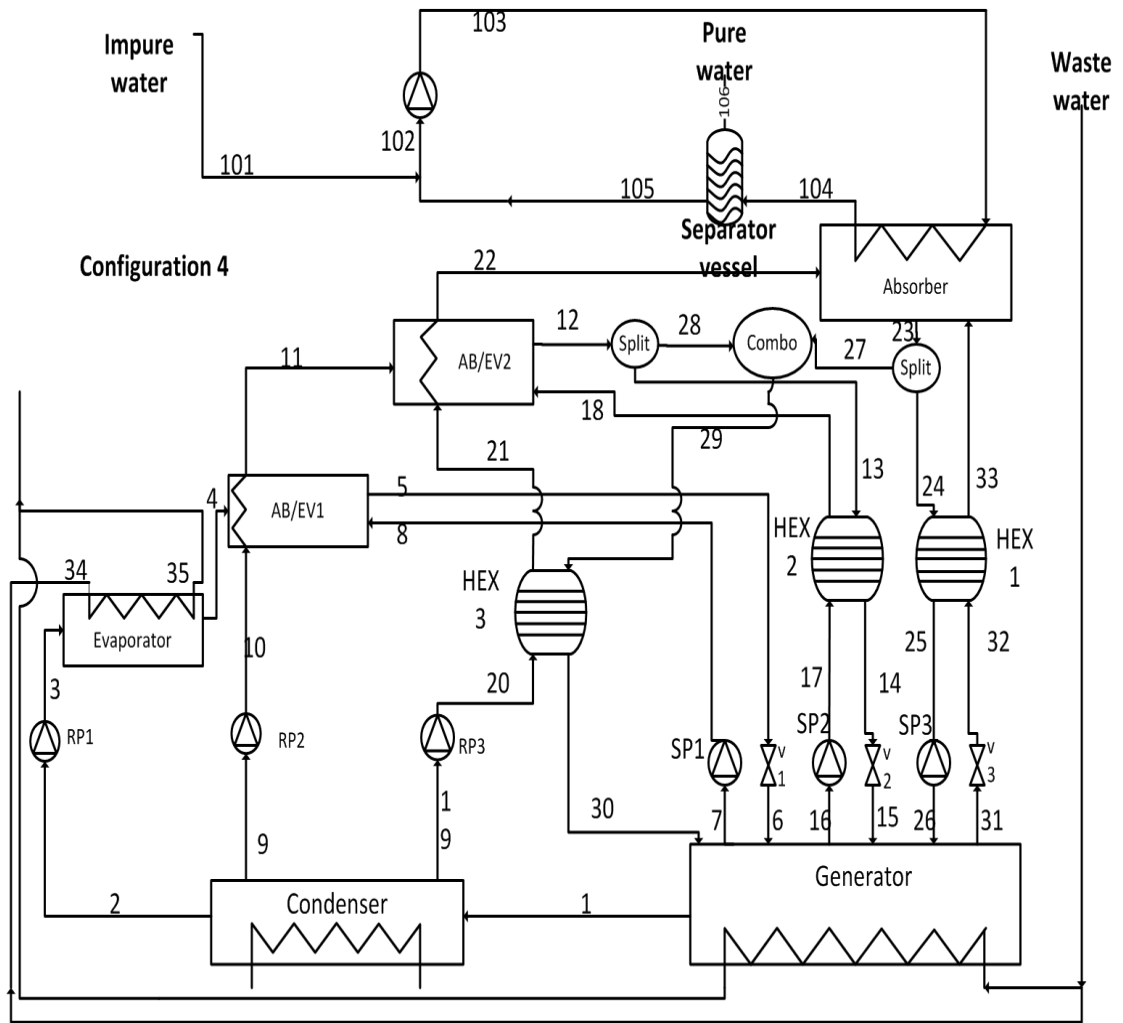 103
Impure
water
Pure
water
Waste
water
106
102
101
105
104
Separator
vessel
Configuration 4
22
Absorber
12
28
23
Split
Combo
27
Split
11
AB/EV2
18
29
21
13
24
33
4
5
AB/EV1
8
HEX
2
HEX
1
34
35
HEX
3
Evaporator
10
25
32
3
20
17
14
RP1
RP2
RP3
SP1
V
1
SP2
V
2
SP3
V
3
1
9
9
30
7
6
16
15
26
31
Generator
2
Condenser
1